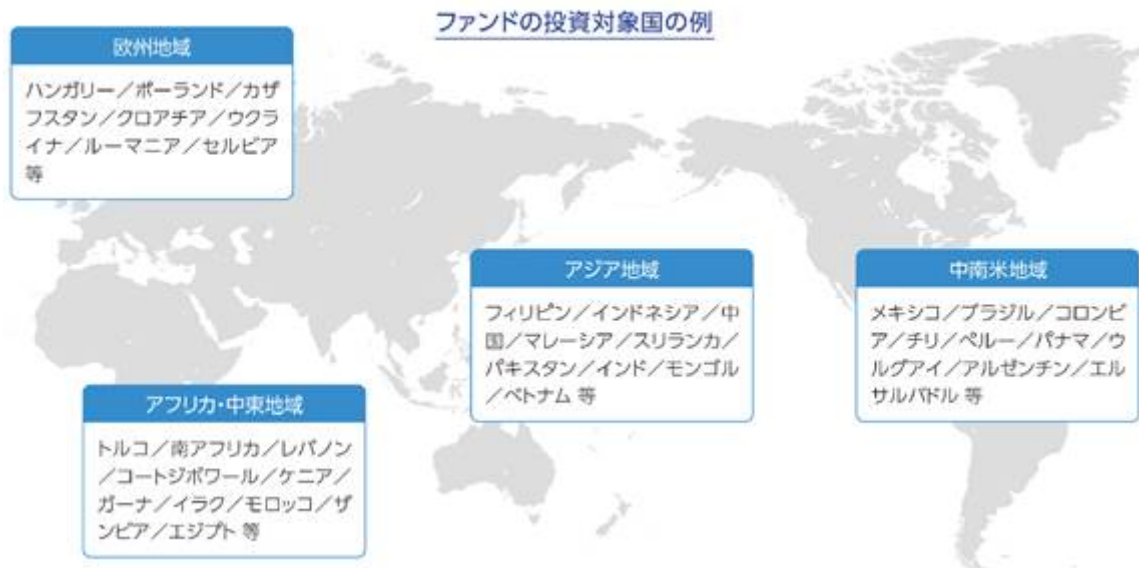 ファンドの投資対象国の例
欧州地域
ハンガリー／ポーランド／カザ
フスタン／クロアチア／ウクラ
イナ／ルーマニア／セルビア
等
アジア地域
フィリピン／インドネシア／中
国／マレーシア／スリランカ／
パキスタン／インド／モンゴル
／ベトナム 等
中南米地域
メキシコ／ブラジル／コロンビ
ア／チリ／ペルー／パナマ／ウ
ルグアイ／アルゼンチン／エル
サルバドル 等
アフリカ・中東地域
トルコ／南アフリカ／レバノン
／コートジボワール／ケニア／
ガーナ／イラク／モロッコ／ザ
ンビア／エジプト 等